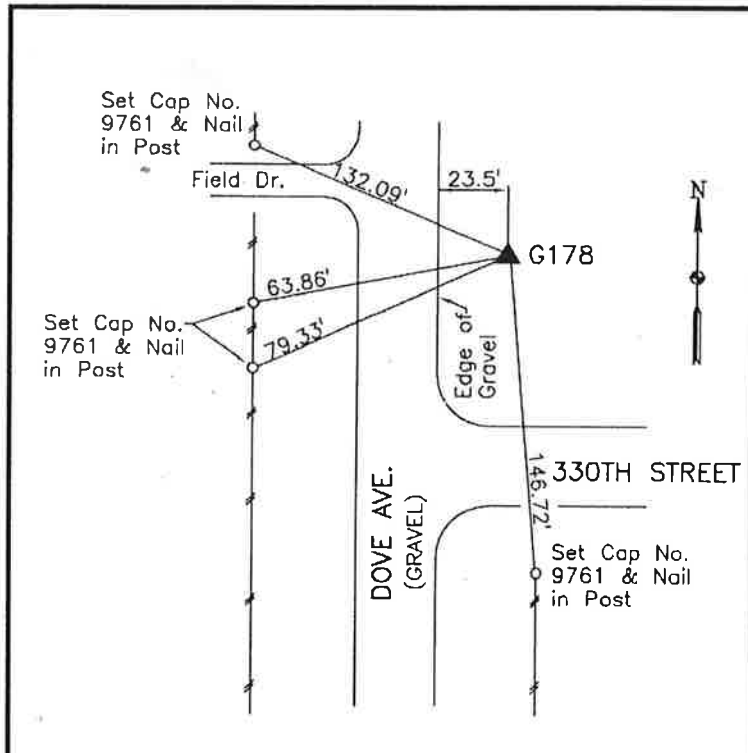 Set Cap No.
9761 & Nail
in Post
Field Dr.
132.09'
23.5'
N
G178
63.86'
Set Cap No.
9761 & Nail
in Post
79.33'
Edge of
Gravel
DOVE AVE.
(GRAVEL)
146.72'
330TH STREET
Set Cap No.
9761 & Nail
in Post